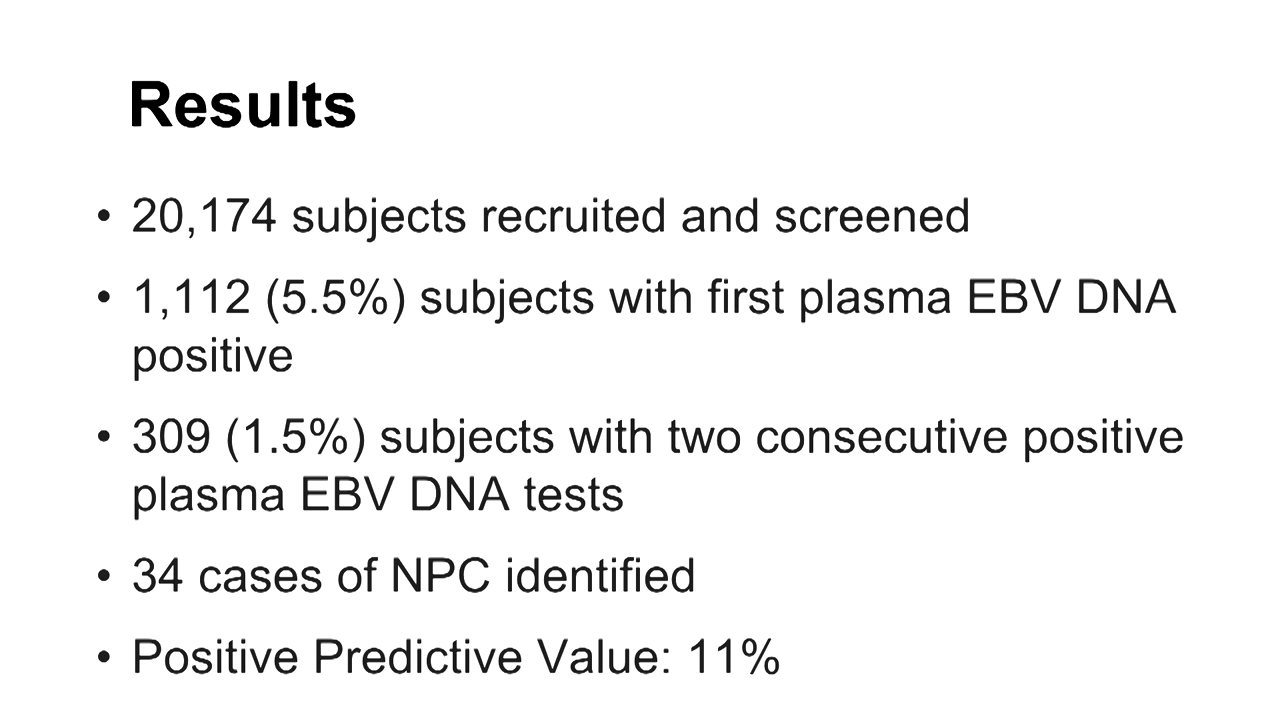 Results
• 20,174 subjects recruited and screened
• 1,112 (5.5%) subjects with first plasma EBV DNA
positive
• 309 (1.5%) subjects with two consecutive positive
plasma EBV DNA tests
• 34 cases of NPC identified
• Positive Predictive Value: 11%